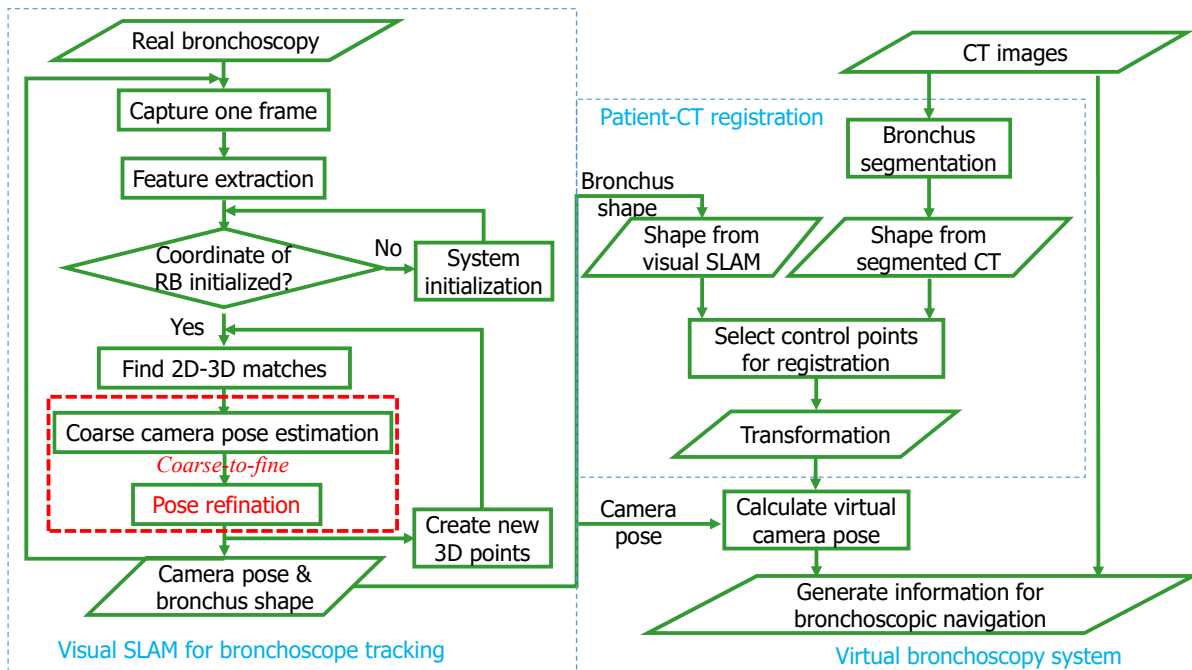 Real bronchoscopy
Capture one frame
Feature extraction
Coordinate of
RB initialized?
No
System
initialization
Yes
Find 2D-3D matches
Coarse camera pose estimation
Coarse-to-fine
Pose refination
Create new
3D points
Camera pose &
bronchus shape
Visual SLAM for bronchoscope tracking
CT images
Patient-CT registration
Bronchus
segmentation
Bronchus
shape
Shape from
visual SLAM
Shape from
segmented CT
Select control points
for registration
Transformation
Camera
pose
Calculate virtual
camera pose
Generate information for
bronchoscopic navigation
Virtual bronchoscopy system